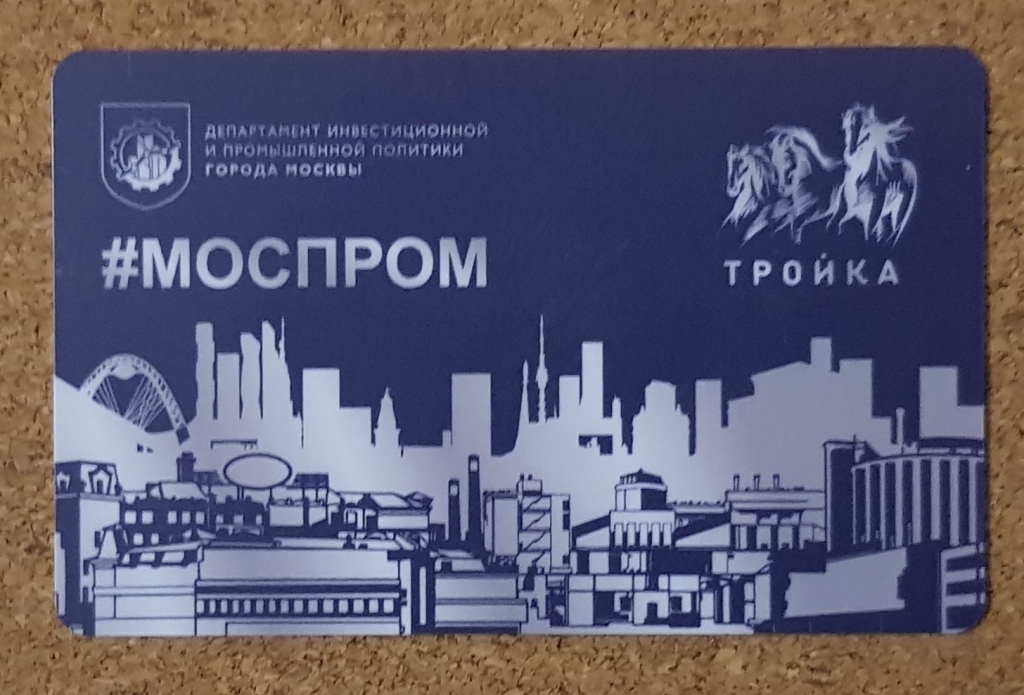 ДЕПАРТАМЕНТ ИНВЕСТИЦИОННОЙ
И ПРОМЫШЛЕННОЙ ПОЛИТИКИ
ГОРОДА МОСКВЫ
#МОСПРОМ
ТРОЙКА